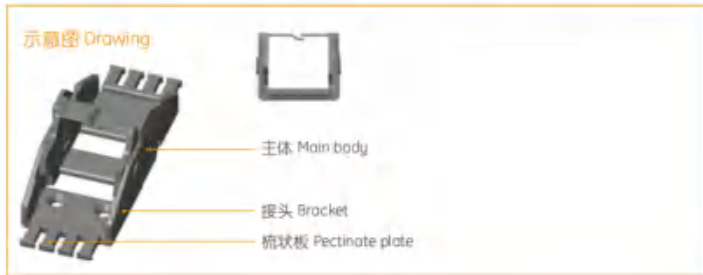 示意图 Drawing
主体 Main body
接头 Bracket
梳状板 Pectinate plate